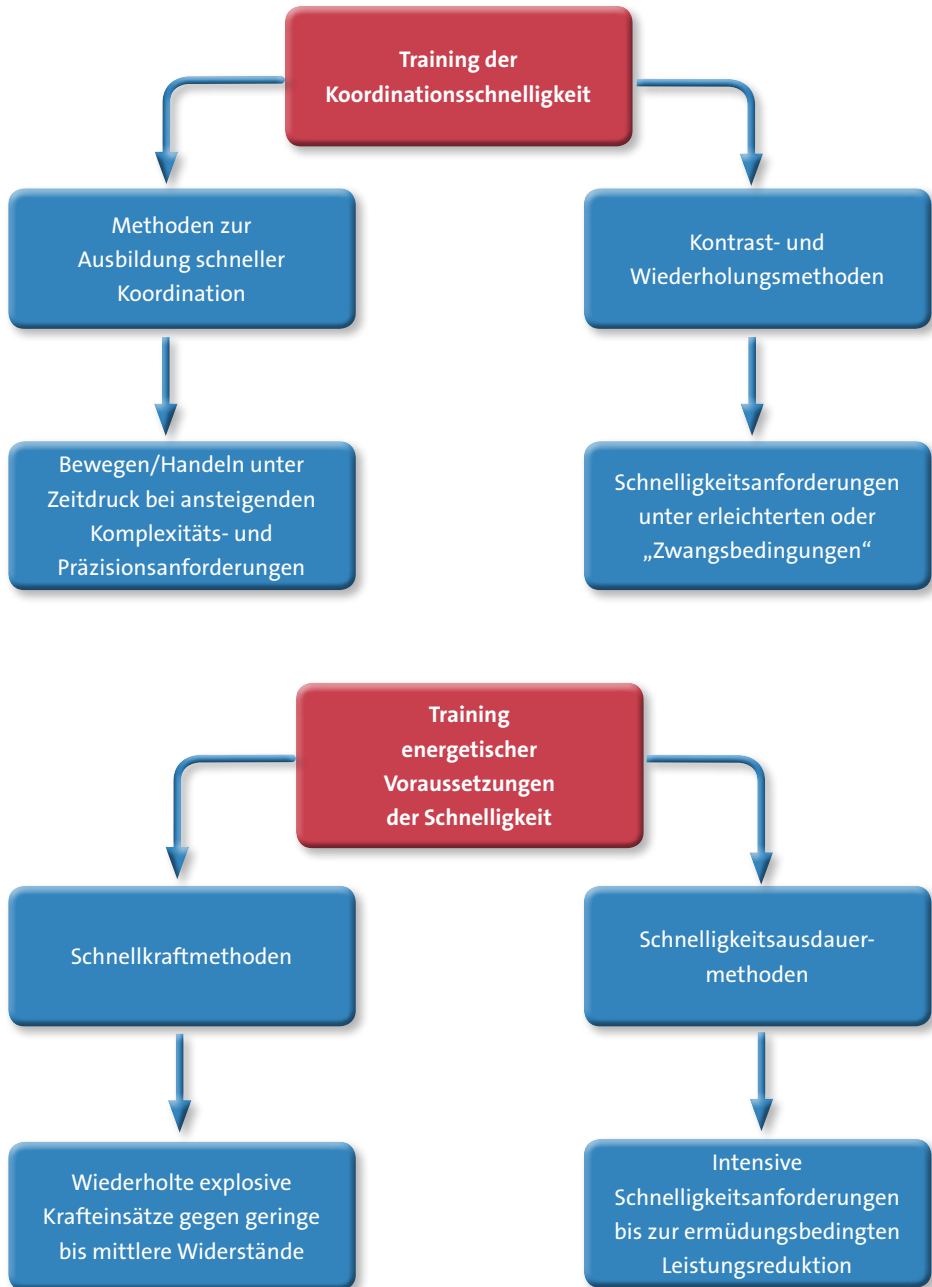 Training der
Koordinationsschnelligkeit
Methoden zur
Ausbildung schneller
Koordination
Kontrast- und
Wiederholungsmethoden
Bewegen/Handeln unter
Zeitdruck bei ansteigenden
Komplexitäts- und
Präzisionsanforderungen
Schnelligkeitsanforderungen
unter erleichterten oder
„Zwangsbedingungen“
Training
energetischer
Voraussetzungen
der Schnelligkeit
Schnellkraftmethoden
Schnelligkeitsausdauer-
methoden
Wiederholte explosive
Krafteinsätze gegen geringe
bis mittlere Widerstände
Intensive
Schnelligkeitsanforderungen
bis zur ermüdungsbedingten
Leistungsreduktion